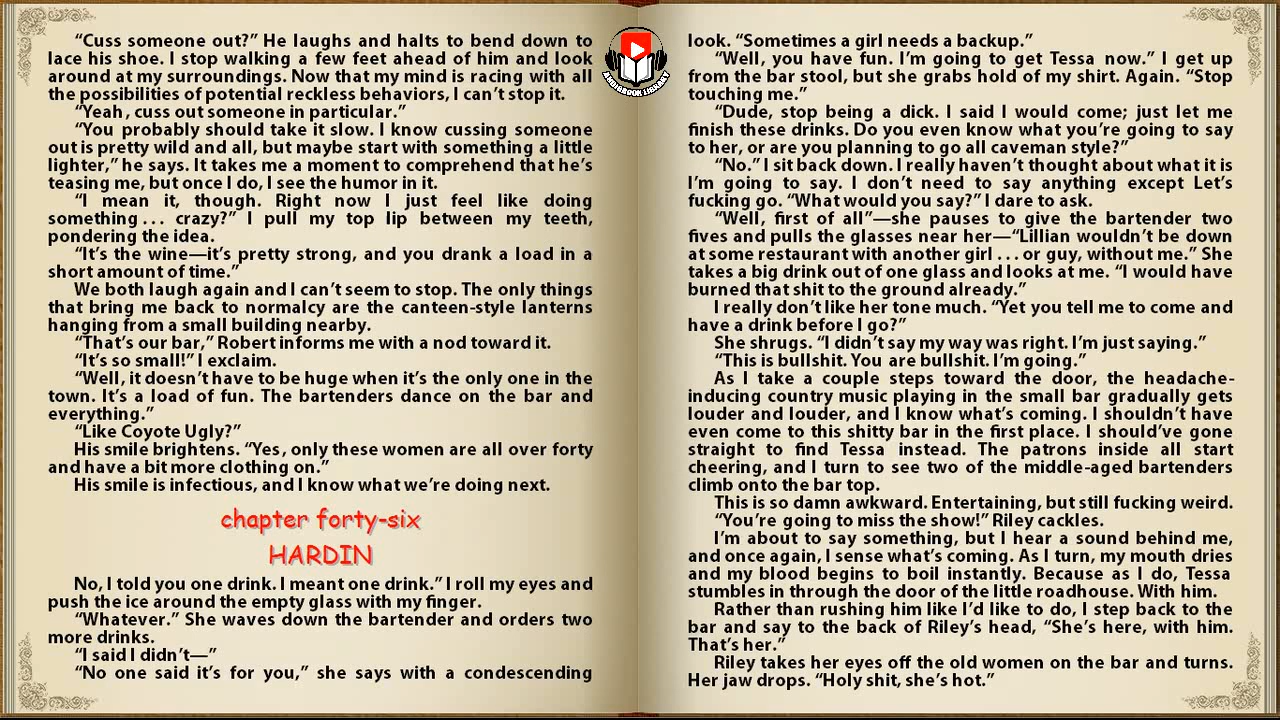 “Cuss someone out?” He laughs and halts to bend down to
lace his shoe. I stop walking a few feet ahead of him and look
around at my surroundings. Now that my mind is racing with all
the possibilities of potential reckless behaviors, I can’t stop it.
“Yeah, cuss out someone in particular.”
“You probably should take it slow. I know cussing someone
out is pretty wild and all, but maybe start with something a little
lighter,” he says. It takes me a moment to comprehend that he’s
teasing me, but once I do, I see the humor in it.
“I mean it, though. Right now I just feel like doing
something . . . crazy?” I pull my top lip between my teeth,
pondering the idea.
“It’s the wine—it’s pretty strong, and you drank a load in a
short amount of time.”
We both laugh again and I can’t seem to stop. The only things
that bring me back to normalcy are the canteen-style lanterns
hanging from a small building nearby.
“That’s our bar,” Robert informs me with a nod toward it.
“It’s so small!” I exclaim.
“Well, it doesn’t have to be huge when it’s the only one in the
town. It’s a load of fun. The bartenders dance on the bar and
everything.”
“Like Coyote Ugly?”
His smile brightens. “Yes, only these women are all over forty
and have a bit more clothing on.”
His smile is infectious, and I know what we’re doing next.
chapter forty-six
HARDIN
No, I told you one drink. I meant one drink.” I roll my eyes and
push the ice around the empty glass with my finger.
“Whatever.” She waves down the bartender and orders two
more drinks.
“I said I didn’t—”
“No one said it’s for you,” she says with a condescending
AUDIOBOOK LIBRARY
look. “Sometimes a girl needs a backup.”
“Well, you have fun. I’m going to get Tessa now.” I get up
from the bar stool, but she grabs hold of my shirt. Again. “Stop
touching me.”
“Dude, stop being a dick. I said I would come; just let me
finish these drinks. Do you even know what you’re going to say
to her, or are you planning to go all caveman style?”
“No.” I sit back down. I really haven’t thought about what it is
I’m going to say. I don’t need to say anything except Let’s
fucking go. “What would you say?” I dare to ask.
“Well, first of all”—she pauses to give the bartender two
fives and pulls the glasses near her—“Lillian wouldn’t be down
at some restaurant with another girl . . . or guy, without me.” She
takes a big drink out of one glass and looks at me. “I would have
burned that shit to the ground already.”
I really don’t like her tone much. “Yet you tell me to come and
have a drink before I go?”
She shrugs. “I didn’t say my way was right. I’m just saying.”
“This is bullshit. You are bullshit. I’m going.”
As I take a couple steps toward the door, the headache-
inducing country music playing in the small bar gradually gets
louder and louder, and I know what’s coming. I shouldn’t have
even come to this shitty bar in the first place. I should’ve gone
straight to find Tessa instead. The patrons inside all start
cheering, and I turn to see two of the middle-aged bartenders
climb onto the bar top.
This is so damn awkward. Entertaining, but still fucking weird.
“You’re going to miss the show!” Riley cackles.
I’m about to say something, but I hear a sound behind me,
and once again, I sense what’s coming. As I turn, my mouth dries
and my blood begins to boil instantly. Because as I do, Tessa
stumbles in through the door of the little roadhouse. With him.
Rather than rushing him like I’d like to do, I step back to the
bar and say to the back of Riley’s head, “She’s here, with him.
That’s her.”
Riley takes her eyes off the old women on the bar and turns.
Her jaw drops. “Holy shit, she’s hot.”